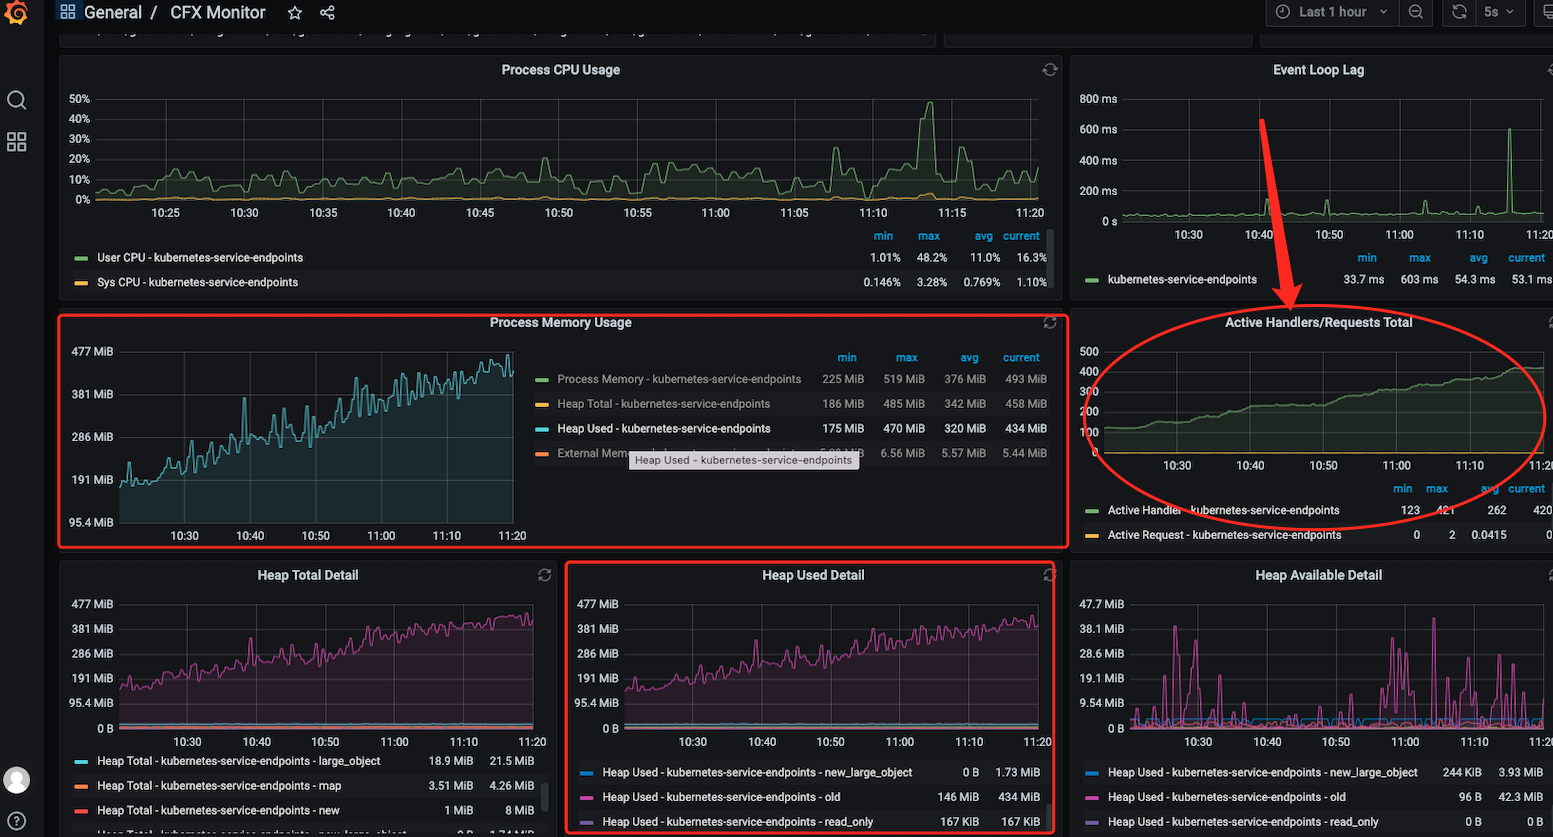 General / CFX Monitor
Last 1 hour
5s
Process CPU Usage
50%
40%
30%
20%
10%
0%
10:25 10:30 10:35 10:40 10:45 10:50 10:55 11:00 11:05 11:10 11:15 11:20
min max avg current
User CPU - kubernetes-service-endpoints 1.01% 48.2% 11.0% 16.3%
Sys CPU - kubernetes-service-endpoints 0.146% 3.28% 0.769% 1.10%
Event Loop Lag
800 ms
600 ms
400 ms
200 ms
0 s
10:30 10:40 10:50 11:00 11:10 11:20
min max avg current
kubernetes-service-endpoints 33.7 ms 603 ms 54.3 ms 53.1 ms
Process Memory Usage
477 MiB
381 MiB
286 MiB
191 MiB
95.4 MiB
10:30 10:40 10:50 11:00 11:10 11:20
min max avg current
Process Memory - kubernetes-service-endpoints 225 MiB 519 MiB 376 MiB 493 MiB
Heap Total - kubernetes-service-endpoints 186 MiB 485 MiB 342 MiB 458 MiB
Heap Used - kubernetes-service-endpoints 175 MiB 470 MiB 320 MiB 434 MiB
External 6.56 MiB 5.57 MiB 5.44 MiB
Heap Used - kubernetes-service-endpoints
Active Handlers/Requests Total
500
400
300
200
100
0
10:30 10:40 10:50 11:00 11:10 11:20
min max avg current
Active Handler - kubernetes-service-endpoints 123 421 262 420
Active Request - kubernetes-service-endpoints 0 2 0.0415 0
Heap Total Detail
477 MiB
381 MiB
286 MiB
191 MiB
95.4 MiB
0 B
10:30 10:40 10:50 11:00 11:10 11:20
Heap Total - kubernetes-service-endpoints - large_object 18.9 MiB 21.5 MiB
Heap Total - kubernetes-service-endpoints - map 3.51 MiB 4.26 MiB
Heap Total - kubernetes-service-endpoints - new 1 MiB 8 MiB
Heap Used Detail
477 MiB
381 MiB
286 MiB
191 MiB
95.4 MiB
0 B
10:30 10:40 10:50 11:00 11:10 11:20
Heap Used - kubernetes-service-endpoints - new_large_object 0 B 1.73 MiB
Heap Used - kubernetes-service-endpoints - old 146 MiB 434 MiB
Heap Used - kubernetes-service-endpoints - read_only 167 KiB 167 KiB
Heap Available Detail
47.7 MiB
38.1 MiB
28.6 MiB
19.1 MiB
9.54 MiB
0 B
10:30 10:40 10:50 11:00 11:10 11:20
Heap Used - kubernetes-service-endpoints - new_large_object 244 KiB 3.93 MiB
Heap Used - kubernetes-service-endpoints - old 96 B 42.3 MiB
Heap Used - kubernetes-service-endpoints - read_only 0 B 0 B